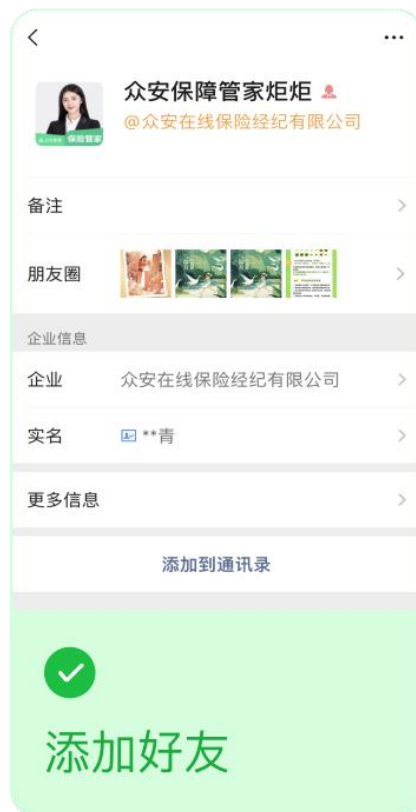 众安保障管家炬炬
@众安在线保险经纪有限公司
保险管家
备注
朋友圈
企业信息
企业 众安在线保险经纪有限公司
实名 **青
更多信息
添加到通讯录
添加好友